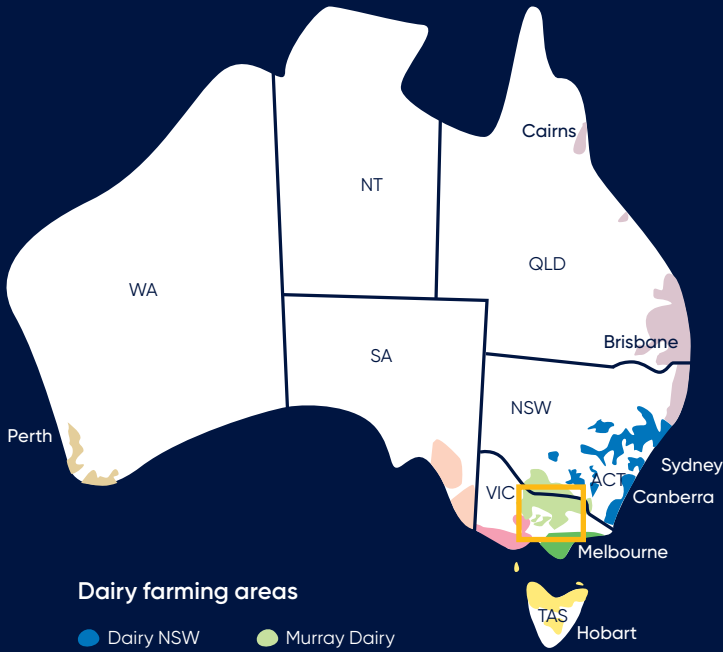 Cairns
NT
QLD
WA
Brisbane
SA
NSW
Perth
Sydney
ACT
VIC
Canberra
Melbourne
Dairy farming areas
TAS
Hobart
Dairy NSW
Murray Dairy